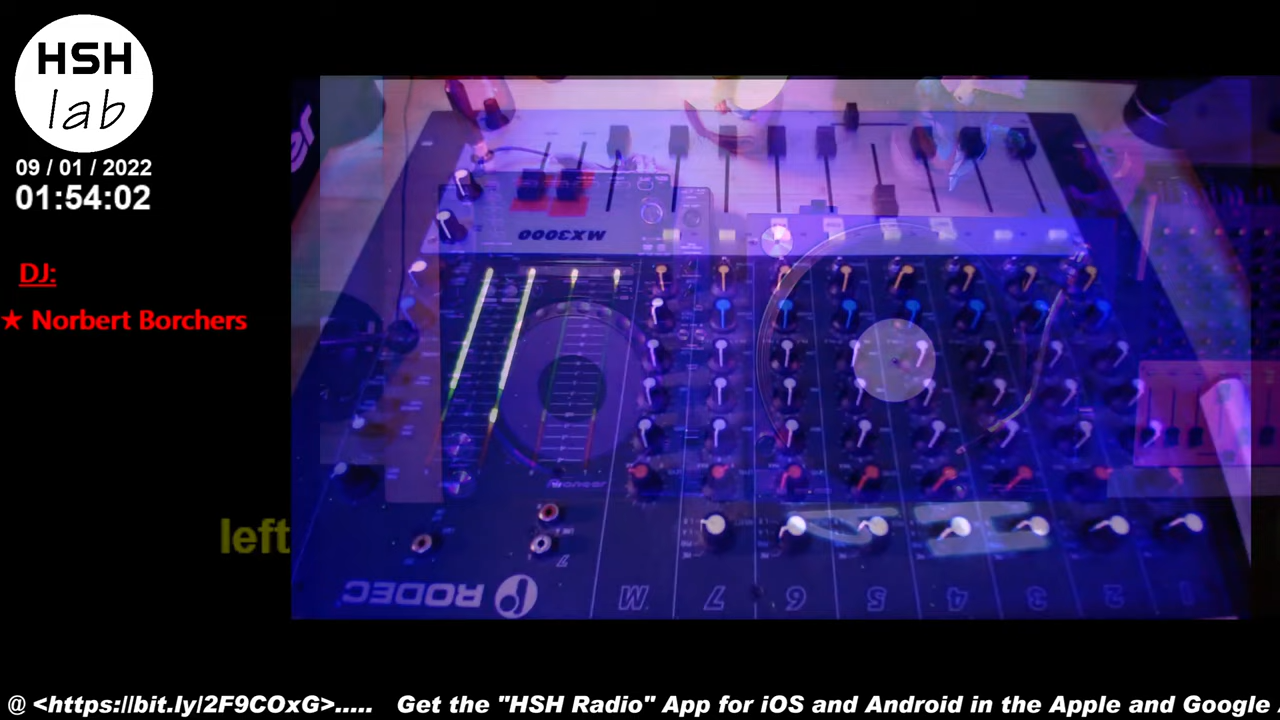 HSH
lab
09 / 01 / 2022
01:54:02
DJ:
★ Norbert Borchers
MX3000
left
Pioneer
RODEC
M 7 6 5 4 3 2 1
@ <https://bit.ly/2F9COxG>..... Get the "HSH Radio" App for iOS and Android in the Apple and Google